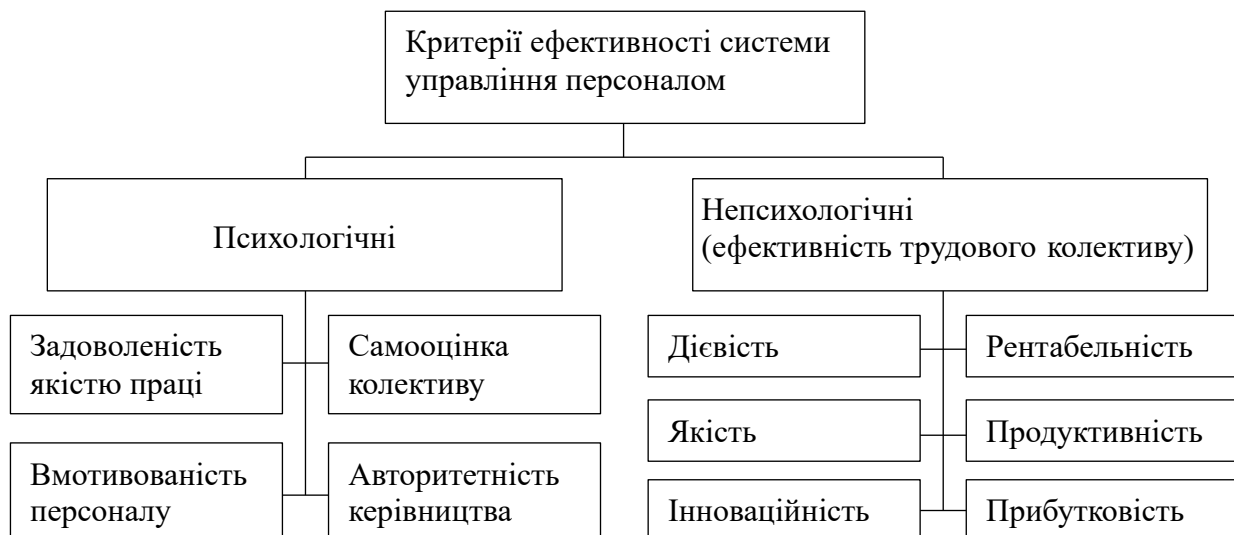 Критерії ефективності системи
управління персоналом
Психологічні
Непсихологічні
(ефективність трудового колективу)
Задоволеність
якістю праці
Самооцінка
колективу
Дієвість
Рентабельність
Якість
Продуктивність
Вмотивованість
персоналу
Авторитетність
керівництва
Інноваційність
Прибутковість